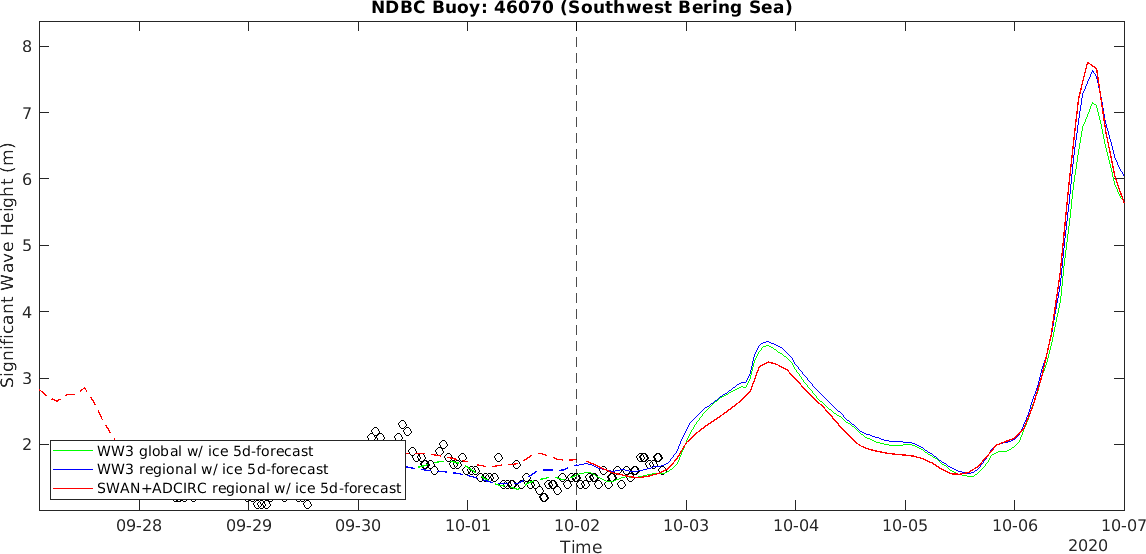 NDBC Buoy: 46070 (Southwest Bering Sea)
Significant Wave Height (m)
8
7
6
5
4
3
2
WW3 global w/ ice 5d-forecast
WW3 regional w/ ice 5d-forecast
SWAN+ADCIRC regional w/ ice 5d-forecast
09-28 09-29 09-30 10-01 10-02 10-03 10-04 10-05 10-06 10-07
Time
2020